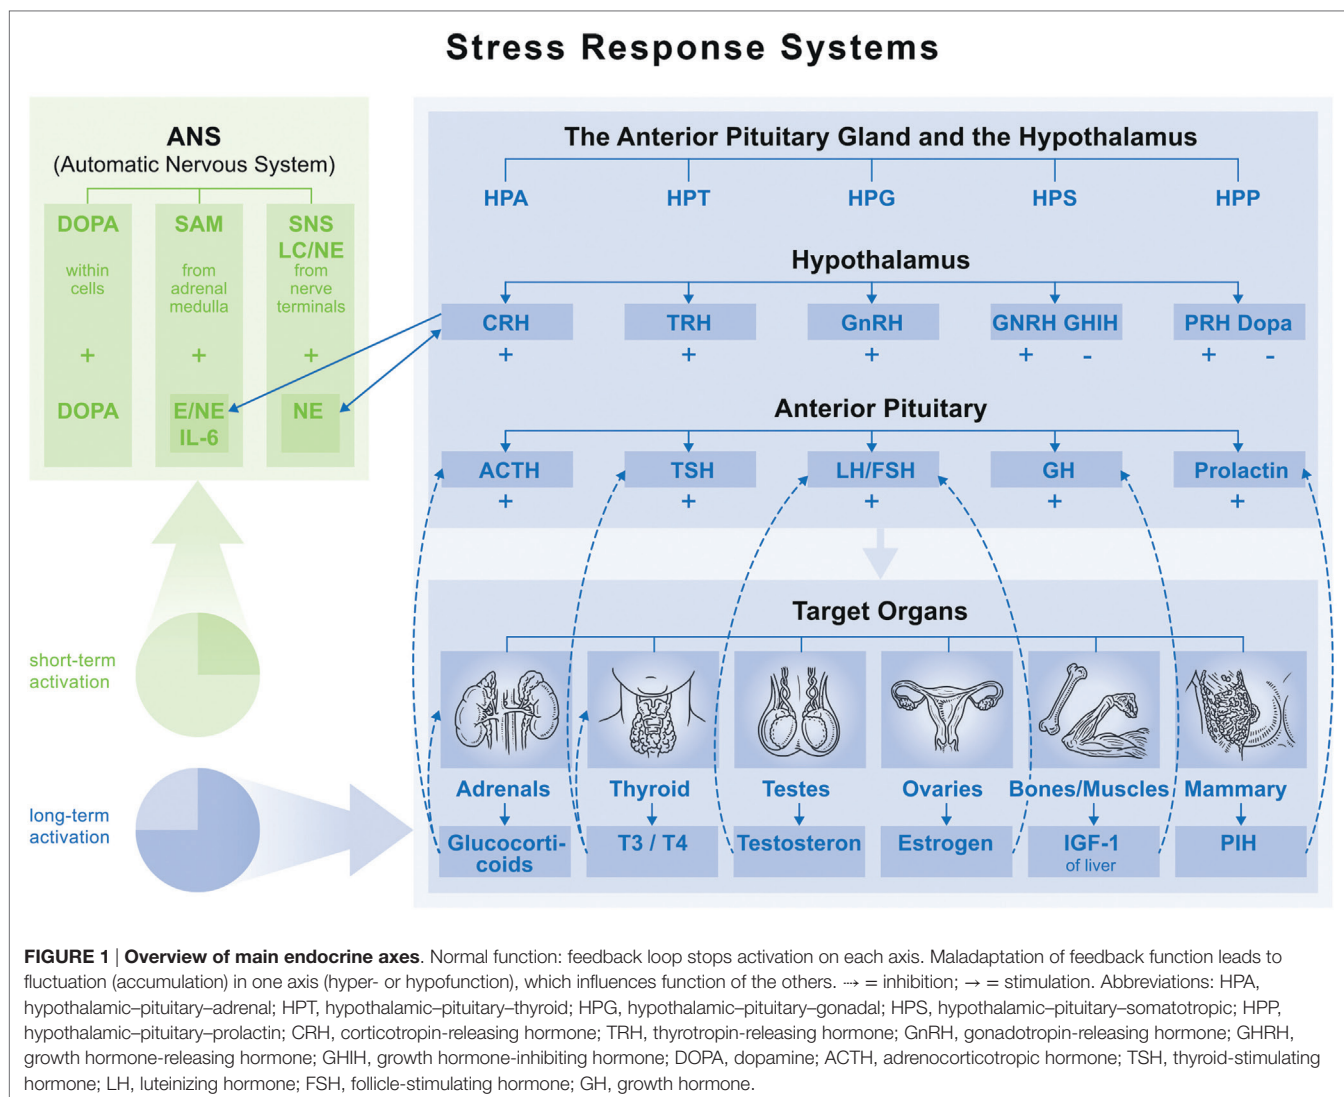 Stress Response Systems
ANS
(Automatic Nervous System)
DOPA
within
cells
+
DOPA
SAM
from
adrenal
medulla
+
E/NE
IL-6
SNS
LC/NE
from
nerve
terminals
+
NE
short-term
activation
long-term
activation
The Anterior Pituitary Gland and the Hypothalamus
HPA HPT HPG HPS HPP
Hypothalamus
CRH TRH GnRH GNRH GHIH PRH Dopa
+ + + + - + -
Anterior Pituitary
ACTH TSH LH/FSH GH Prolactin
+ + + + +
Target Organs
Adrenals Thyroid Testes Ovaries Bones/Muscles Mammary
Glucocorti-
coids
T3 / T4
Testosteron
Estrogen
IGF-1
of liver
PIH
FIGURE 1 | Overview of main endocrine axes. Normal function: feedback loop stops activation on each axis. Maladaptation of feedback function leads to
fluctuation (accumulation) in one axis (hyper- or hypofunction), which influences function of the others. ⤏ = inhibition; → = stimulation. Abbreviations: HPA,
hypothalamic–pituitary–adrenal; HPT, hypothalamic–pituitary–thyroid; HPG, hypothalamic–pituitary–gonadal; HPS, hypothalamic–pituitary–somatotropic; HPP,
hypothalamic–pituitary–prolactin; CRH, corticotropin-releasing hormone; TRH, thyrotropin-releasing hormone; GnRH, gonadotropin-releasing hormone; GHRH,
growth hormone-releasing hormone; GHIH, growth hormone-inhibiting hormone; DOPA, dopamine; ACTH, adrenocorticotropic hormone; TSH, thyroid-stimulating
hormone; LH, luteinizing hormone; FSH, follicle-stimulating hormone; GH, growth hormone.